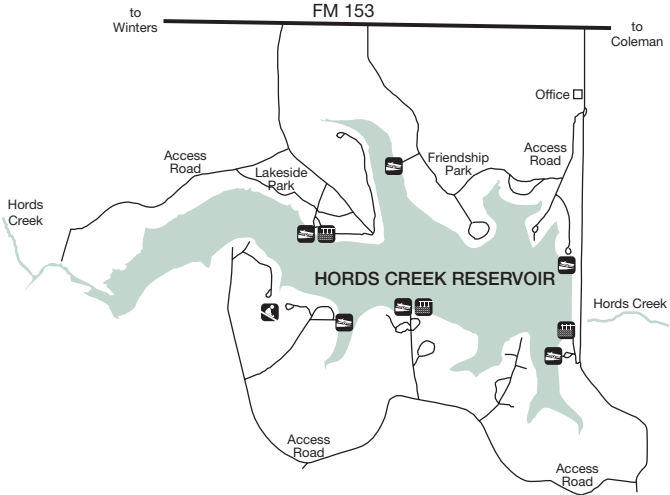 FM 153
to
Winters
to
Coleman
Office
Access
Road
Friendship
Park
Access
Road
Lakeside
Park
Hords
Creek
HORDS CREEK RESERVOIR
Hords Creek
Access
Road
Access
Road